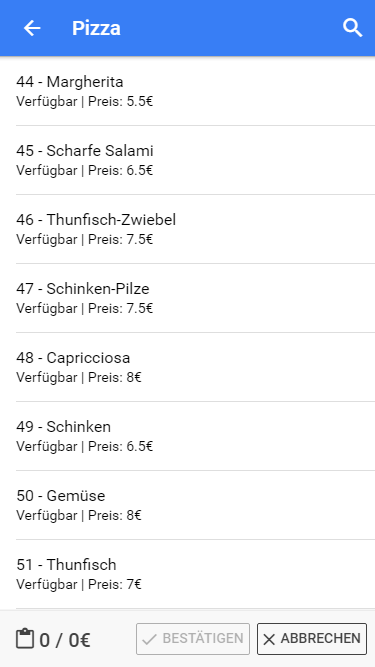 Pizza
44 - Margherita
Verfügbar | Preis: 5.5€
45 - Scharfe Salami
Verfügbar | Preis: 6.5€
46 - Thunfisch-Zwiebel
Verfügbar | Preis: 7.5€
47 - Schinken-Pilze
Verfügbar | Preis: 7.5€
48 - Capricciosa
Verfügbar | Preis: 8€
49 - Schinken
Verfügbar | Preis: 6.5€
50 - Gemüse
Verfügbar | Preis: 8€
51 - Thunfisch
Verfügbar | Preis: 7€
0 / 0€ BESTÄTIGEN ABBRECHEN